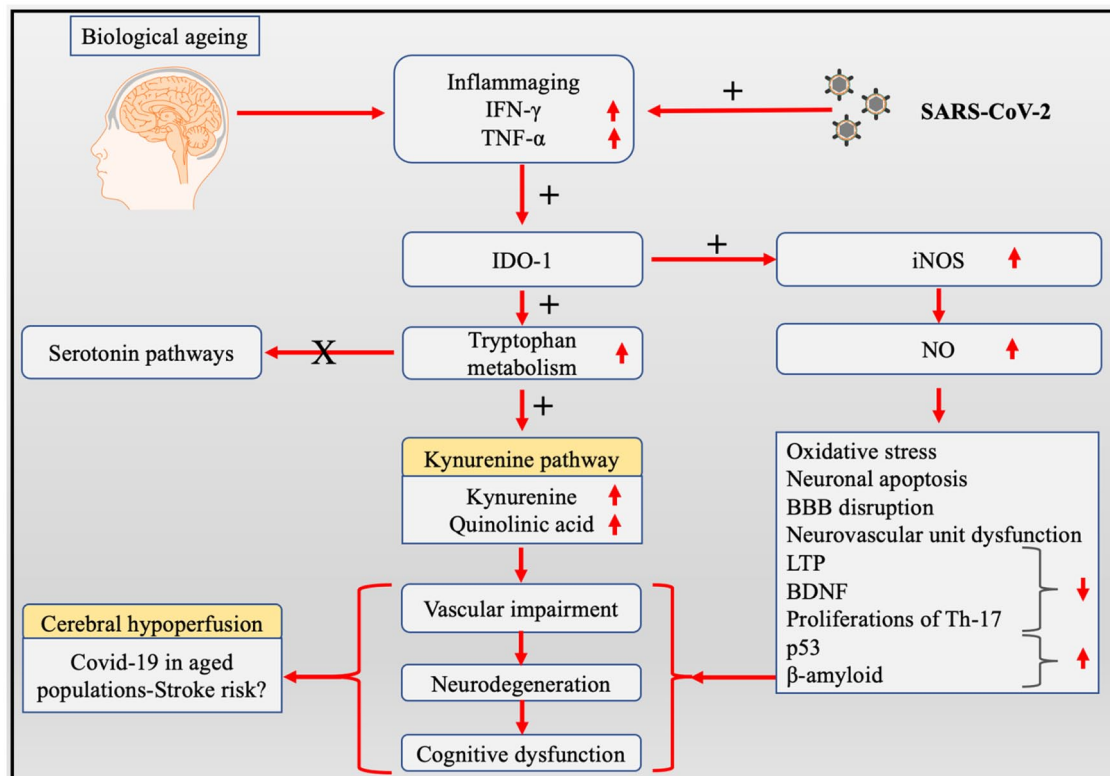 Biological ageing
Inflammaging
IFN-γ
TNF-α
+
SARS-CoV-2
+
IDO-1
+
iNOS
+
Serotonin pathways
X
Tryptophan
metabolism
NO
+
Kynurenine pathway
Kynurenine
Quinolinic acid
Oxidative stress
Neuronal apoptosis
BBB disruption
Neurovascular unit dysfunction
LTP
BDNF
Proliferations of Th-17
p53
β-amyloid
Vascular impairment
Neurodegeneration
Cognitive dysfunction
Cerebral hypoperfusion
Covid-19 in aged
populations-Stroke risk?